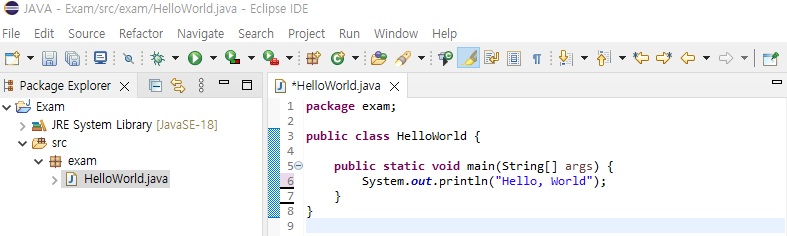 JAVA - Exam/src/exam/HelloWorld.java - Eclipse IDE
File Edit Source Refactor Navigate Search Project Run Window Help
Package Explorer
Exam
JRE System Library [JavaSE-18]
src
exam
HelloWorld.java
*HelloWorld.java
1 package exam;
2
3 public class HelloWorld {
4
5 public static void main(String[] args) {
6 System.out.println("Hello, World");
7 }
8 }
9